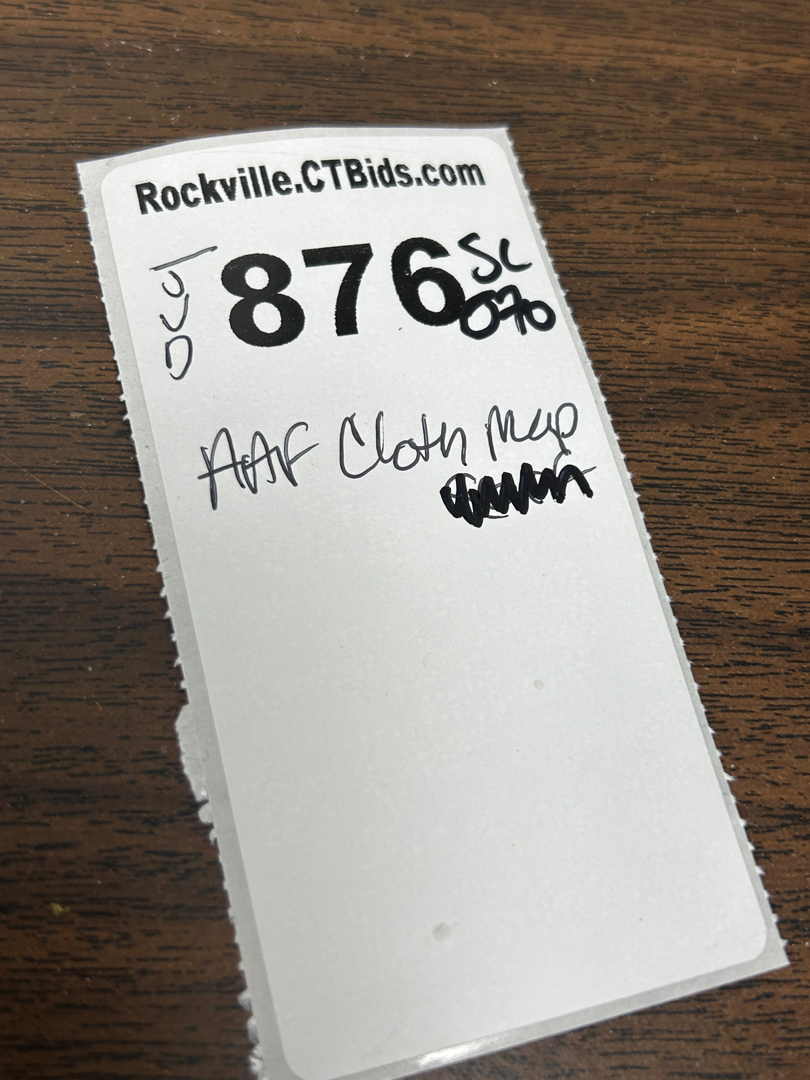 Rockville.CTBids.com
876
SC
070
AAF Cloth Map